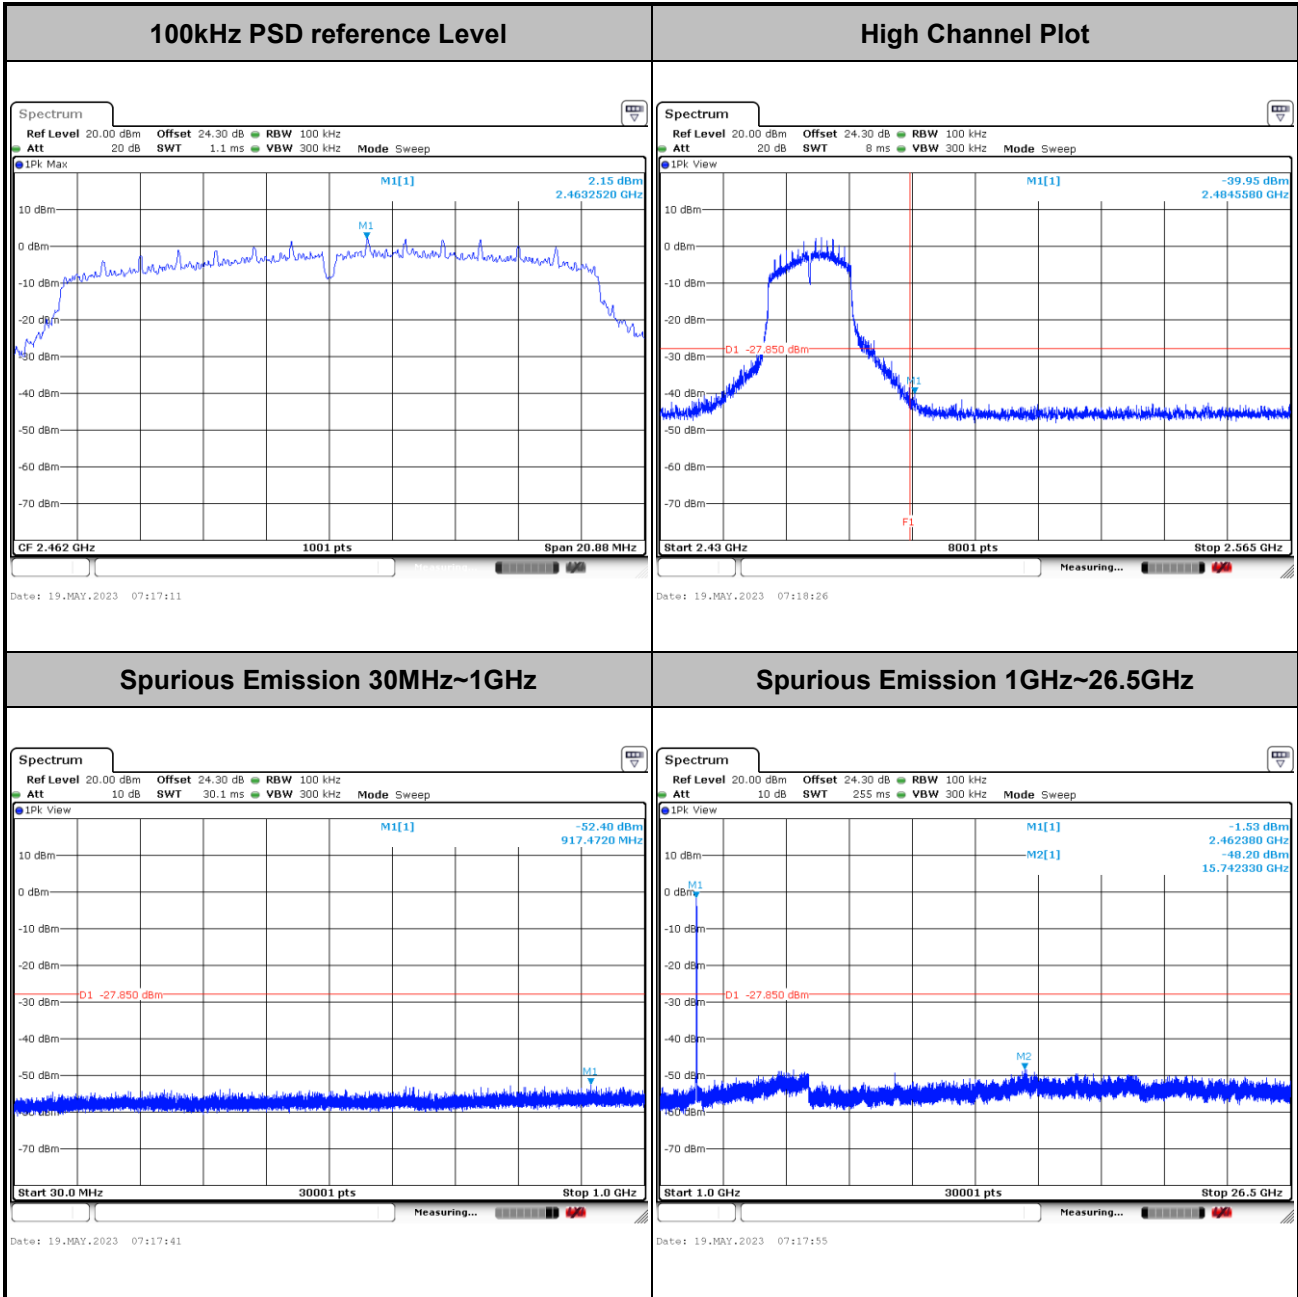 100kHz PSD reference Level
High Channel Plot
Spectrum
Ref Level 20.00 dBm Offset 24.30 dB RBW 100 kHz
Att 20 dB SWT 1.1 ms VBW 300 kHz Mode Sweep
1Pk Max
M1[1] 2.15 dBm
2.4632520 GHz
M1
10 dBm
0 dBm
-10 dBm
-20 dBm
-30 dBm
-40 dBm
-50 dBm
-60 dBm
-70 dBm
CF 2.462 GHz 1001 pts Span 20.88 MHz
Measuring...
Date: 19.MAY.2023 07:17:11
Spectrum
Ref Level 20.00 dBm Offset 24.30 dB RBW 100 kHz
Att 20 dB SWT 8 ms VBW 300 kHz Mode Sweep
1Pk View
M1[1] -39.95 dBm
2.4845580 GHz
10 dBm
0 dBm
-10 dBm
-20 dBm
D1 -27.850 dBm
-30 dBm
M1
-40 dBm
-50 dBm
-60 dBm
-70 dBm
F1
Start 2.43 GHz 8001 pts Stop 2.565 GHz
Measuring...
Date: 19.MAY.2023 07:18:26
Spurious Emission 30MHz~1GHz
Spurious Emission 1GHz~26.5GHz
Spectrum
Ref Level 20.00 dBm Offset 24.30 dB RBW 100 kHz
Att 10 dB SWT 30.1 ms VBW 300 kHz Mode Sweep
1Pk View
M1[1] -52.40 dBm
917.4720 MHz
10 dBm
0 dBm
-10 dBm
-20 dBm
D1 -27.850 dBm
-30 dBm
-40 dBm
-50 dBm
M1
-60 dBm
-70 dBm
Start 30.0 MHz 30001 pts Stop 1.0 GHz
Measuring...
Date: 19.MAY.2023 07:17:41
Spectrum
Ref Level 20.00 dBm Offset 24.30 dB RBW 100 kHz
Att 10 dB SWT 255 ms VBW 300 kHz Mode Sweep
1Pk View
M1[1] -1.53 dBm
2.462380 GHz
M2[1] -48.20 dBm
15.742330 GHz
10 dBm
M1
0 dBm
-10 dBm
-20 dBm
D1 -27.850 dBm
-30 dBm
-40 dBm
M2
-50 dBm
-60 dBm
-70 dBm
Start 1.0 GHz 30001 pts Stop 26.5 GHz
Measuring...
Date: 19.MAY.2023 07:17:55